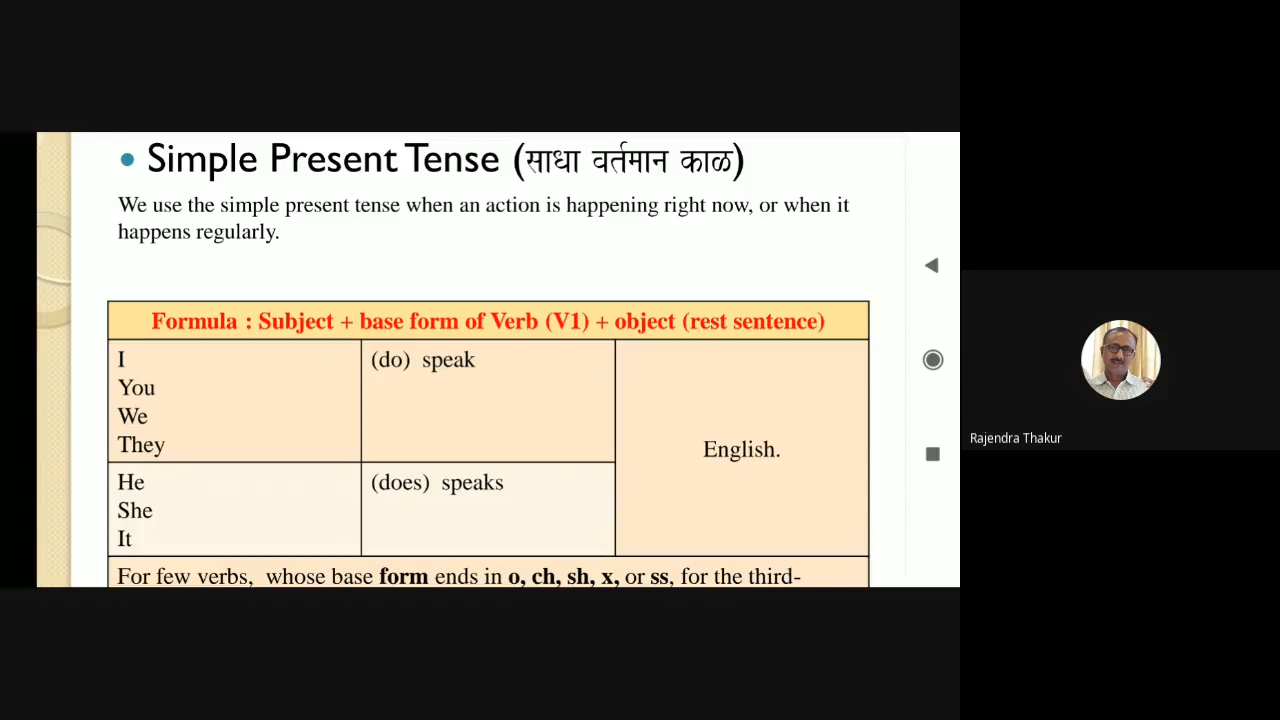 Simple Present Tense (साधा वर्तमान काळ)
We use the simple present tense when an action is happening right now, or when it
happens regularly.
Formula : Subject + base form of Verb (V1) + object (rest sentence)
I
You
We
They
(do) speak
He
She
It
(does) speaks
English.
For few verbs, whose base form ends in o, ch, sh, x, or ss, for the third-
Rajendra Thakur